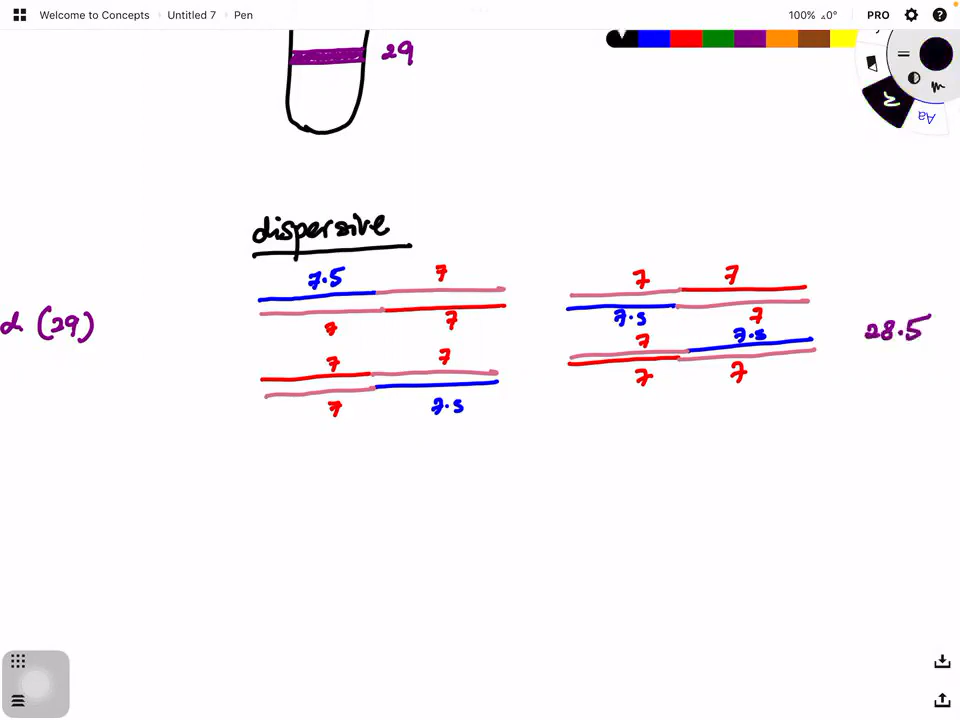 Welcome to Concepts > Untitled 7 > Pen
100% ⊿0° PRO
29
Aa
dispersive
7.5 7 7 7
7 7 7.5 7
(29) 28.5
7 7 7 7.5
7 7.5 7 7